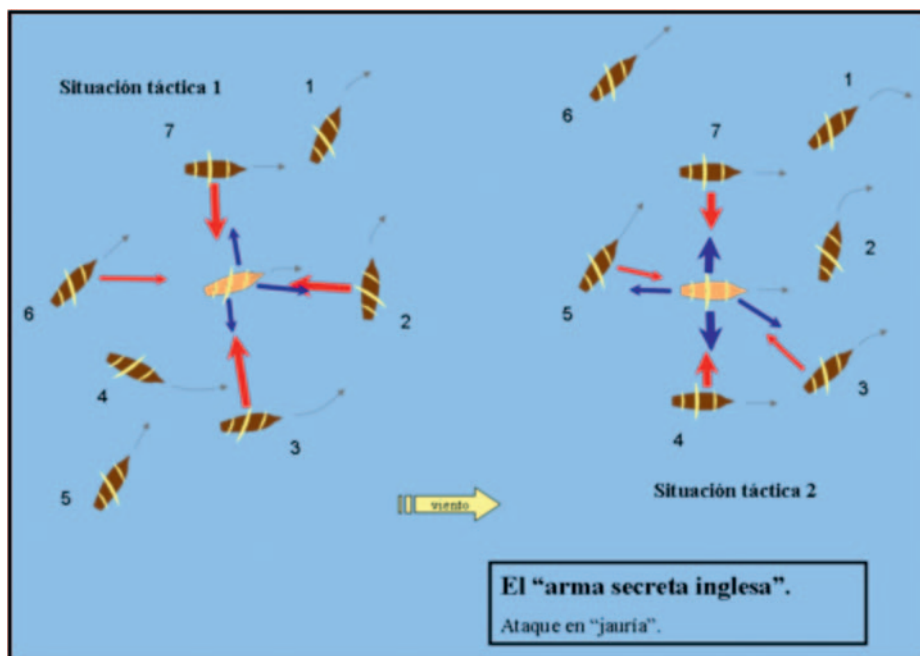 Situación táctica 1
1
7
6
2
4
3
5
6
1
7
2
5
3
4
Situación táctica 2
viento
El “arma secreta inglesa”.
Ataque en “jauría”.